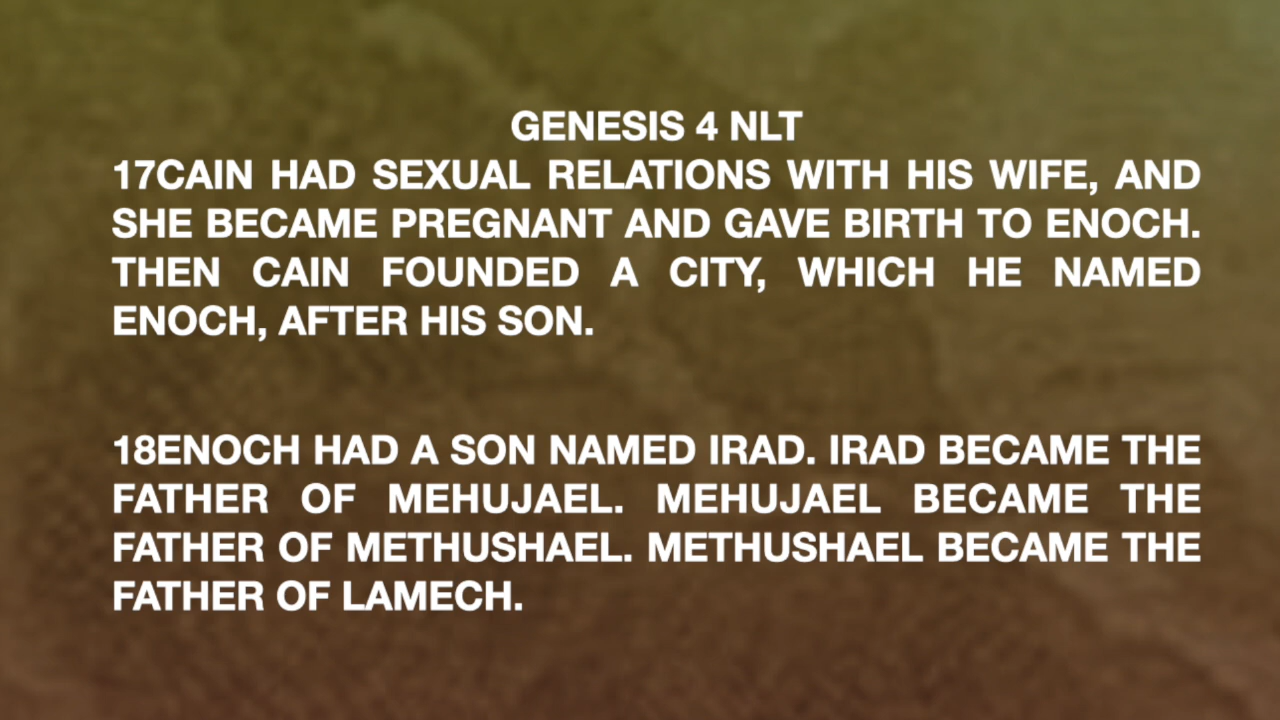 GENESIS 4 NLT
17CAIN HAD SEXUAL RELATIONS WITH HIS WIFE, AND
SHE BECAME PREGNANT AND GAVE BIRTH TO ENOCH.
THEN CAIN FOUNDED A CITY, WHICH HE NAMED
ENOCH, AFTER HIS SON.
18ENOCH HAD A SON NAMED IRAD. IRAD BECAME THE
FATHER OF MEHUJAEL. MEHUJAEL BECAME THE
FATHER OF METHUSHAEL. METHUSHAEL BECAME THE
FATHER OF LAMECH.